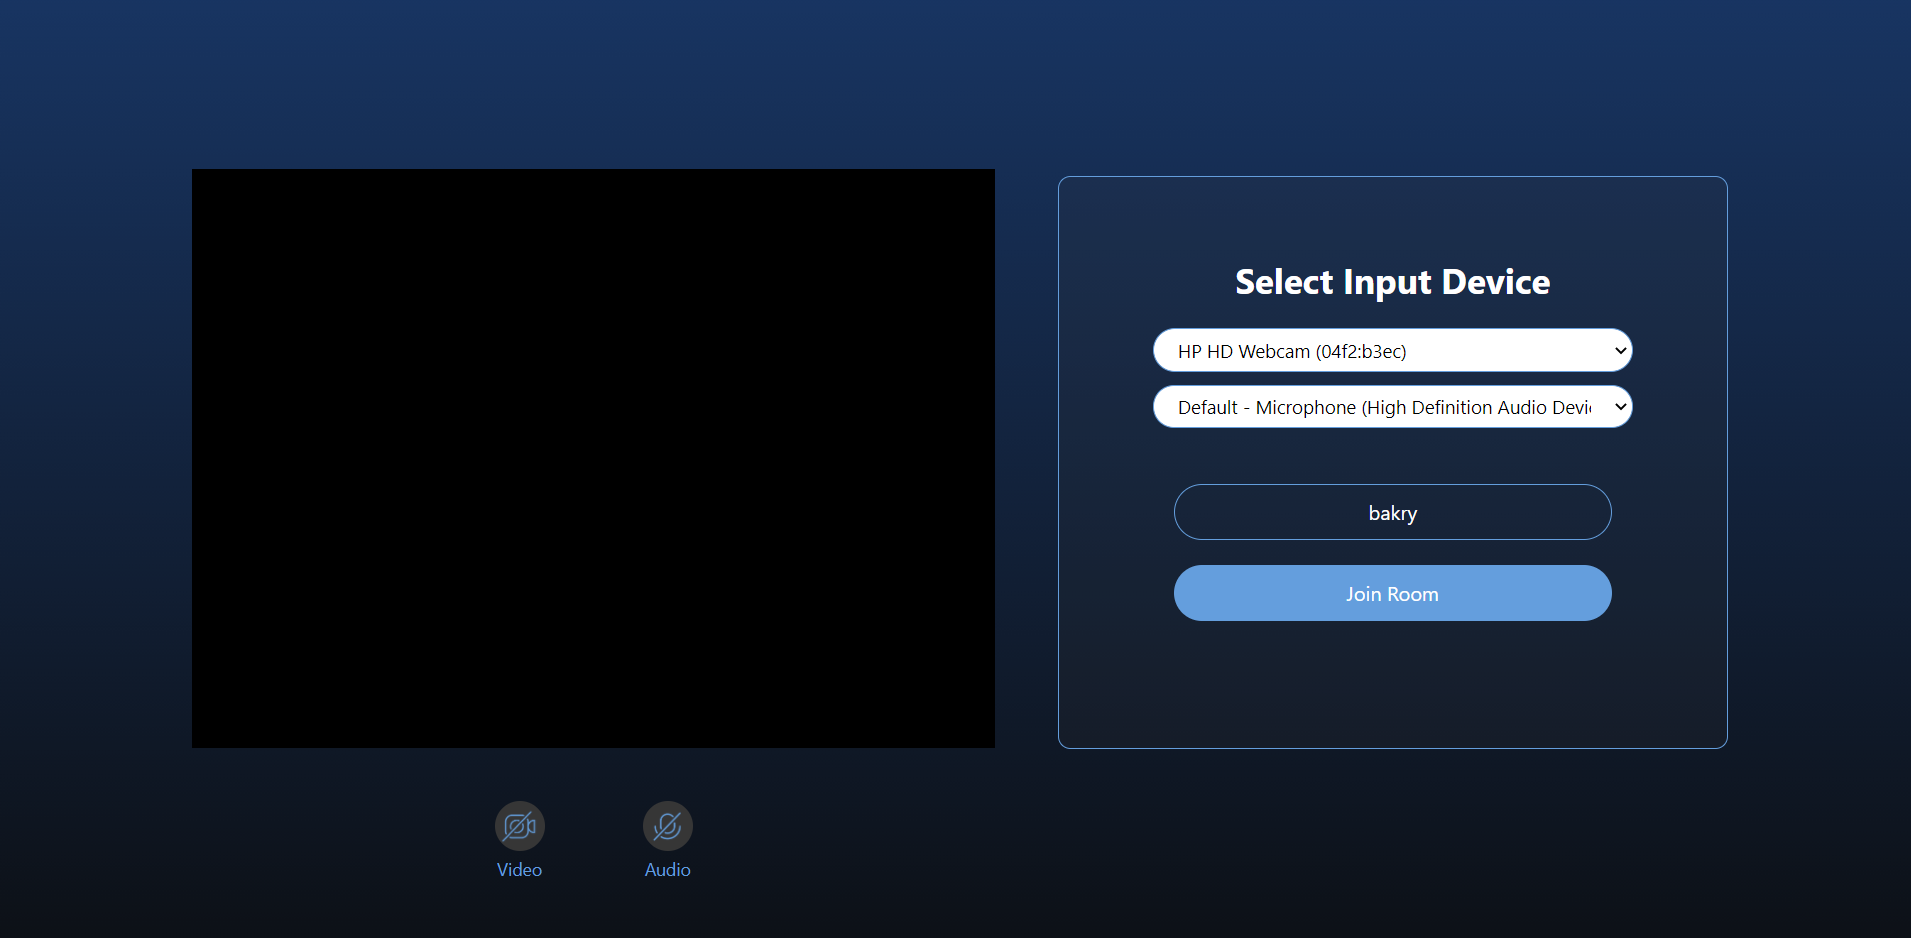 Select Input Device
HP HD Webcam (04f2:b3ec)
Default - Microphone (High Definition Audio Devi
bakry
Join Room
Video
Audio